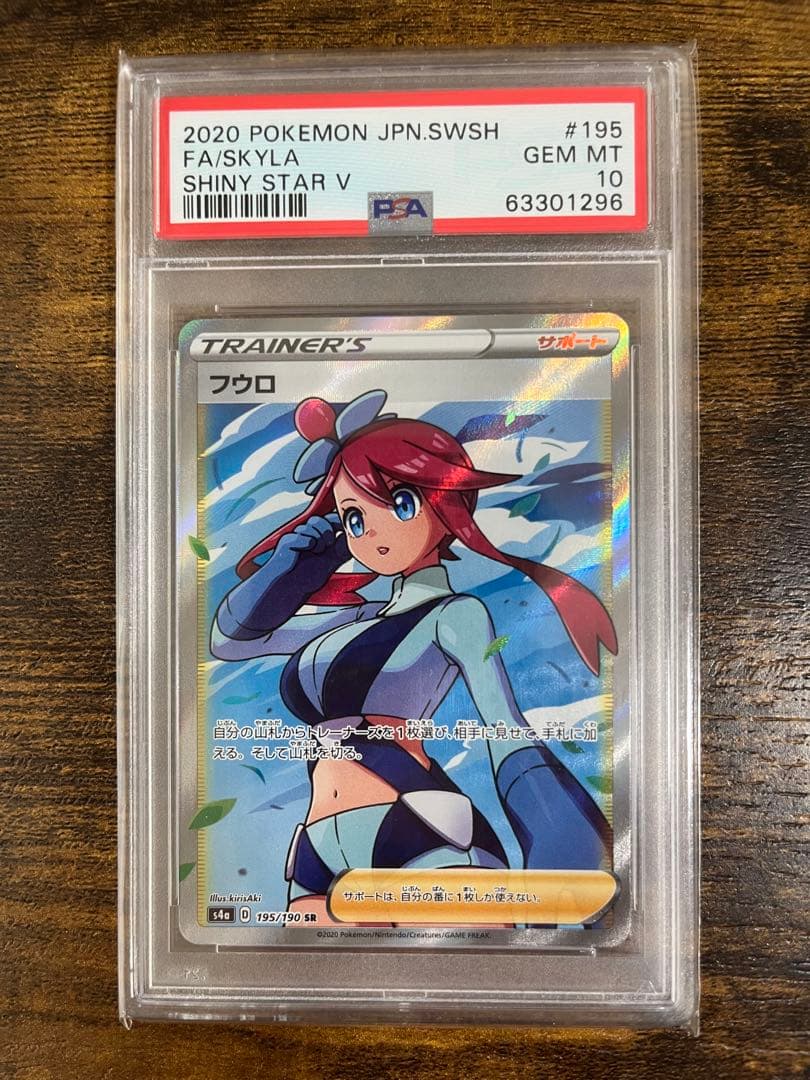 2020 POKEMON JPN.SWSH #195
FA/SKYLA GEM MT
SHINY STAR V 10
PSA 63301296
TRAINER'S サポート
フウロ
自分の山札からトレーナーズを1枚選び、相手に見せて、手札に加
える。そして山札を切る。
Illus.kirisAki
サポートは、自分の番に1枚しか使えない。
s4a D 195/190 SR
©2020 Pokémon/Nintendo/Creatures/GAME FREAK.